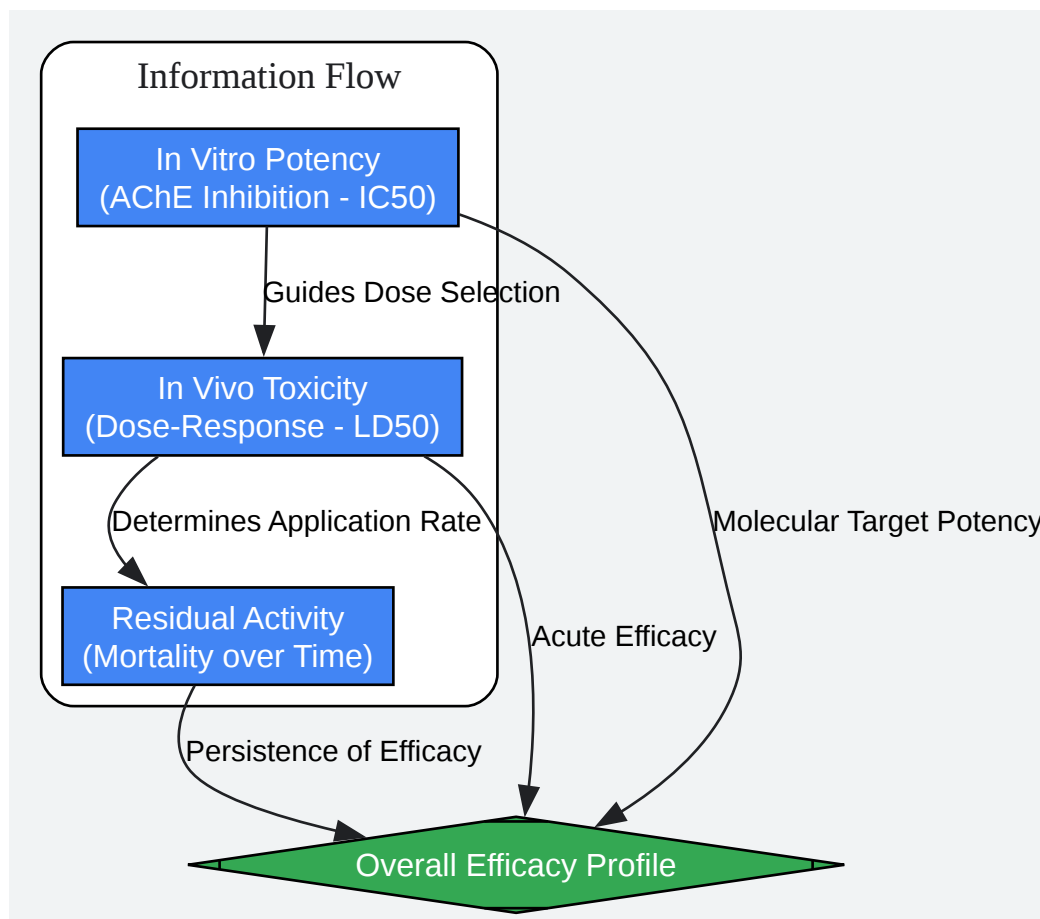 Information Flow
In Vitro Potency
(AChE Inhibition - IC50)
Guides Dose Selection
In Vivo Toxicity
(Dose-Response - LD50)
Determines Application Rate
Molecular Target Potency
Residual Activity
(Mortality over Time)
Acute Efficacy
Persistence of Efficacy
Overall Efficacy Profile